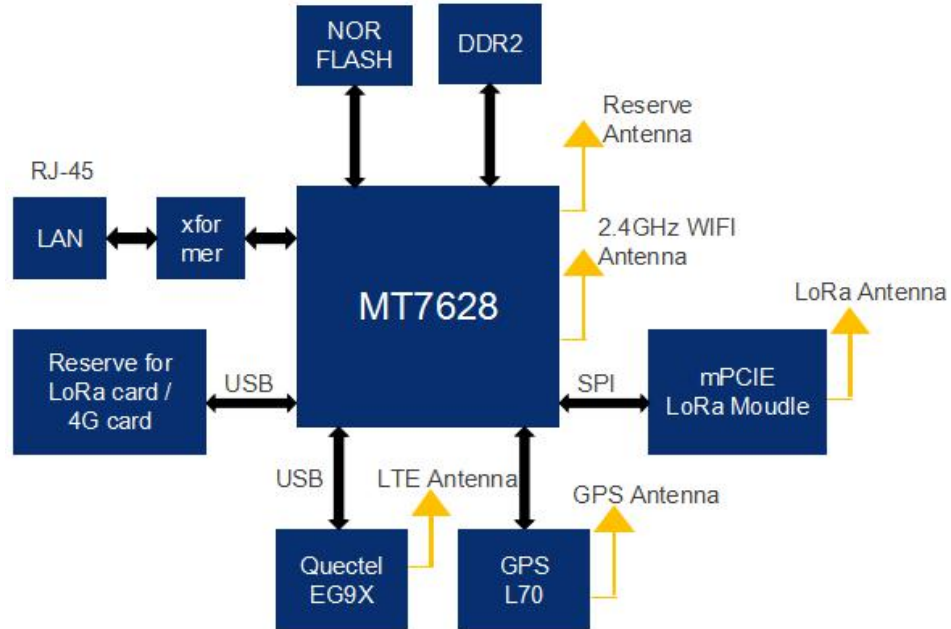 NOR
FLASH
DDR2
Reserve
Antenna
RJ-45
LAN
xfor
mer
2.4GHz WIFI
Antenna
MT7628
LoRa Antenna
Reserve for
LoRa card /
4G card
USB
SPI
mPCIE
LoRa Moudle
USB
LTE Antenna
GPS Antenna
Quectel
EG9X
GPS
L70